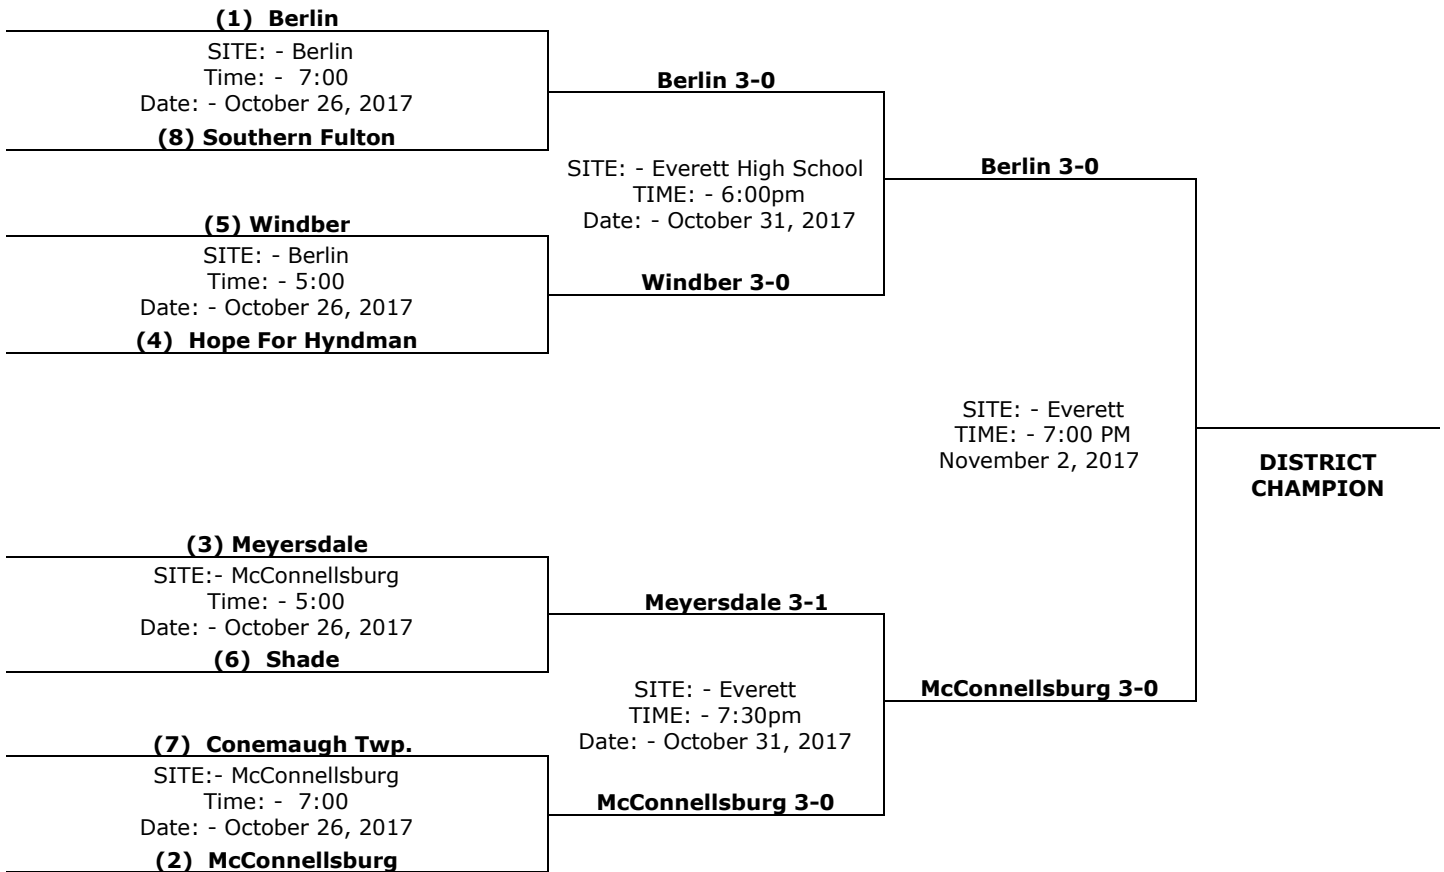 (1)  Berlin
SITE: - Berlin
Time: -  7:00
Date: - October 26, 2017
(8) Southern Fulton
(5) Windber
SITE: - Berlin
Time: - 5:00
Date: - October 26, 2017
(4)  Hope For Hyndman
Berlin 3-0
SITE: - Everett High School
TIME: - 6:00pm
Date: - October 31, 2017
Windber 3-0
Berlin 3-0
SITE: - Everett
TIME: - 7:00 PM
November 2, 2017
DISTRICT
CHAMPION
(3) Meyersdale
SITE:- McConnellsburg
Time: - 5:00
Date: - October 26, 2017
(6)  Shade
(7)  Conemaugh Twp.
SITE:- McConnellsburg
Time: -  7:00
Date: - October 26, 2017
(2)  McConnellsburg
Meyersdale 3-1
SITE: - Everett
TIME: - 7:30pm
Date: - October 31, 2017
McConnellsburg 3-0
McConnellsburg 3-0